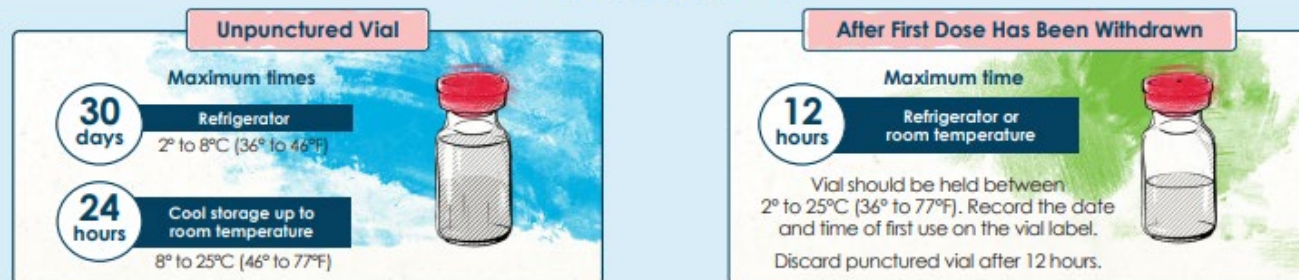 Unpunctured Vial
Maximum times
30
days
Refrigerator
2° to 8°C (36° to 46°F)
24
hours
Cool storage up to
room temperature
8° to 25°C (46° to 77°F)
After First Dose Has Been Withdrawn
Maximum time
12
hours
Refrigerator or
room temperature
Vial should be held between
2° to 25°C (36° to 77°F). Record the date
and time of first use on the vial label.
Discard punctured vial after 12 hours.